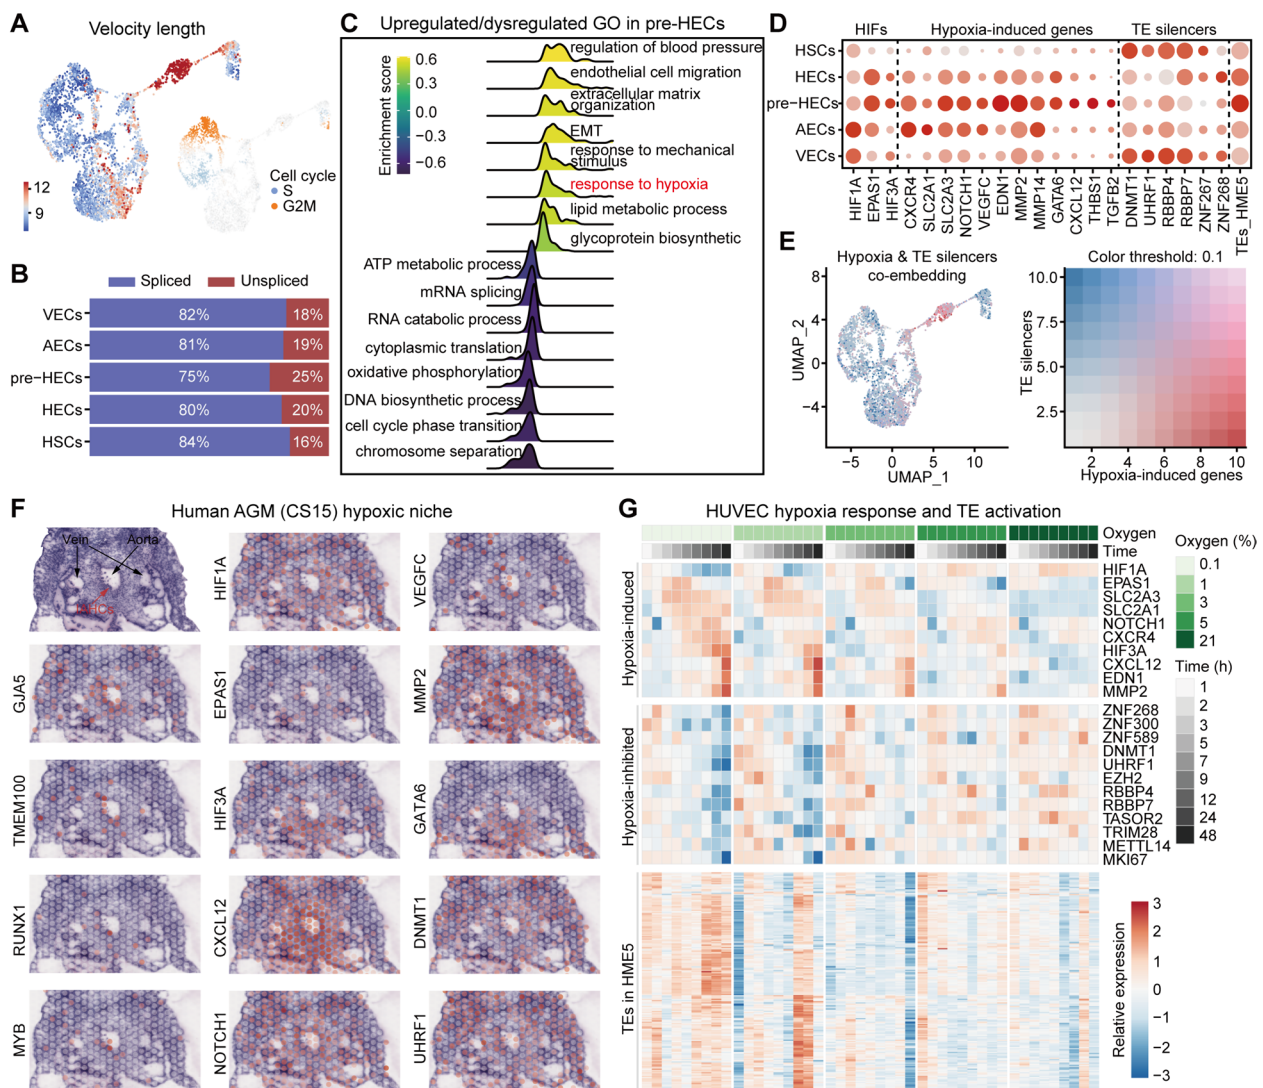 A
Velocity length
12
9
Cell cycle
S
G2M
B
Spliced
Unspliced
VECs
82%
18%
AECs
81%
19%
pre-HECs
75%
25%
HECs
80%
20%
HSCs
84%
16%
C
Upregulated/dysregulated GO in pre-HECs
Enrichment score
0.6
0.3
0.0
−0.3
−0.6
regulation of blood pressure
endothelial cell migration
extracellular matrix
organization
EMT
response to mechanical
stimulus
response to hypoxia
lipid metabolic process
glycoprotein biosynthetic
ATP metabolic process
mRNA splicing
RNA catabolic process
cytoplasmic translation
oxidative phosphorylation
DNA biosynthetic process
cell cycle phase transition
chromosome separation
D
HIFs
Hypoxia-induced genes
TE silencers
HSCs
HECs
pre-HECs
AECs
VECs
HIF1A
EPAS1
HIF3A
CXCR4
SLC2A1
SLC2A3
NOTCH1
VEGFC
EDN1
MMP2
MMP14
GATA6
CXCL12
THBS1
TGFB2
DNMT1
UHRF1
RBBP4
RBBP7
ZNF267
ZNF268
TEs_HME5
E
Hypoxia & TE silencers
co-embedding
UMAP_2
8
4
0
−4
−5
0
5
10
UMAP_1
Color threshold: 0.1
TE silencers
10.0
7.5
5.0
2.5
2
4
6
8
10
Hypoxia-induced genes
F
Human AGM (CS15) hypoxic niche
Vein
Aorta
HIF1A
VEGFC
GJA5
EPAS1
MMP2
TMEM100
HIF3A
GATA6
RUNX1
CXCL12
DNMT1
MYB
NOTCH1
UHRF1
G
HUVEC hypoxia response and TE activation
Oxygen
Time
Hypoxia-induced
HIF1A
EPAS1
SLC2A3
SLC2A1
NOTCH1
CXCR4
HIF3A
CXCL12
EDN1
MMP2
Hypoxia-inhibited
ZNF268
ZNF300
ZNF589
DNMT1
UHRF1
EZH2
RBBP4
RBBP7
TASOR2
TRIM28
METTL14
MKI67
TEs in HME5
Oxygen (%)
0.1
1
3
5
21
Time (h)
1
2
3
5
7
9
12
24
48
Relative expression
3
2
1
0
−1
−2
−3